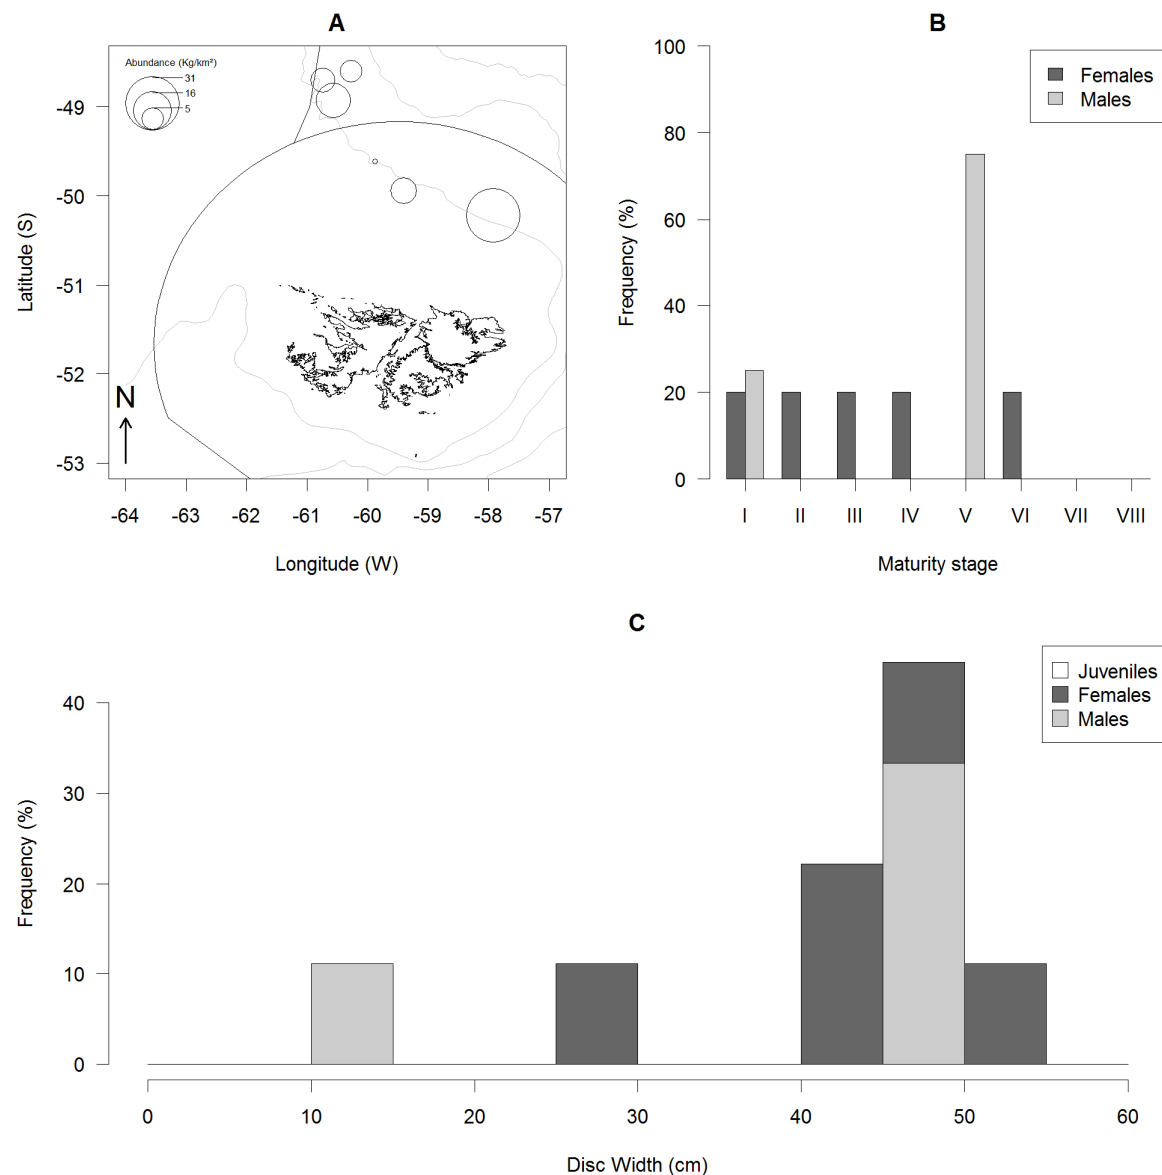 A
Abundance (Kg/km²)
31
16
5
N
-49
-50
-51
-52
-53
Latitude (S)
-64 -63 -62 -61 -60 -59 -58 -57
Longitude (W)
B
Females
Males
100
80
60
40
20
0
Frequency (%)
I II III IV V VI VII VIII
Maturity stage
C
Juveniles
Females
Males
40
30
20
10
0
Frequency (%)
0 10 20 30 40 50 60
Disc Width (cm)